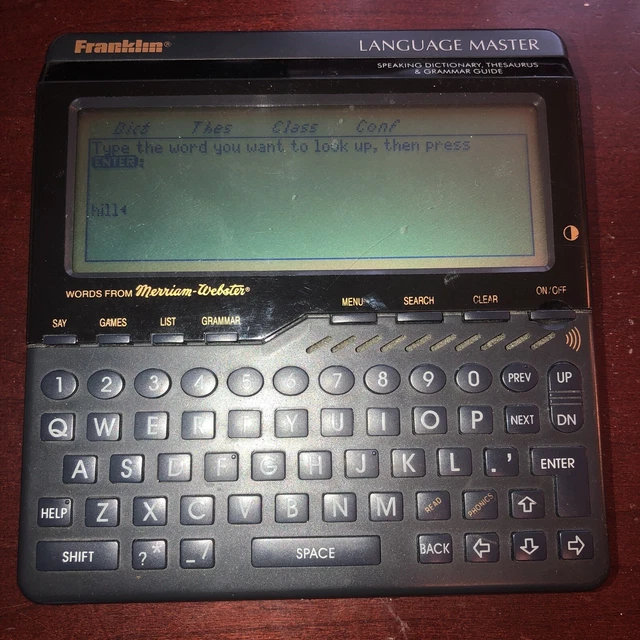 Franklin® LANGUAGE MASTER
SPEAKING DICTIONARY, THESAURUS
& GRAMMAR GUIDE
Dict Thes Class Conf
Type the word you want to look up, then press
ENTER:
hill
WORDS FROM Merriam-Webster®
MENU SEARCH CLEAR ON/OFF
SAY GAMES LIST GRAMMAR
1 2 3 4 5 6 7 8 9 0 PREV UP
Q W E R T Y U I O P NEXT DN
A S D F G H J K L .' ENTER
HELP Z X C V B N M READ PHONICS
SHIFT ?* _/ SPACE BACK